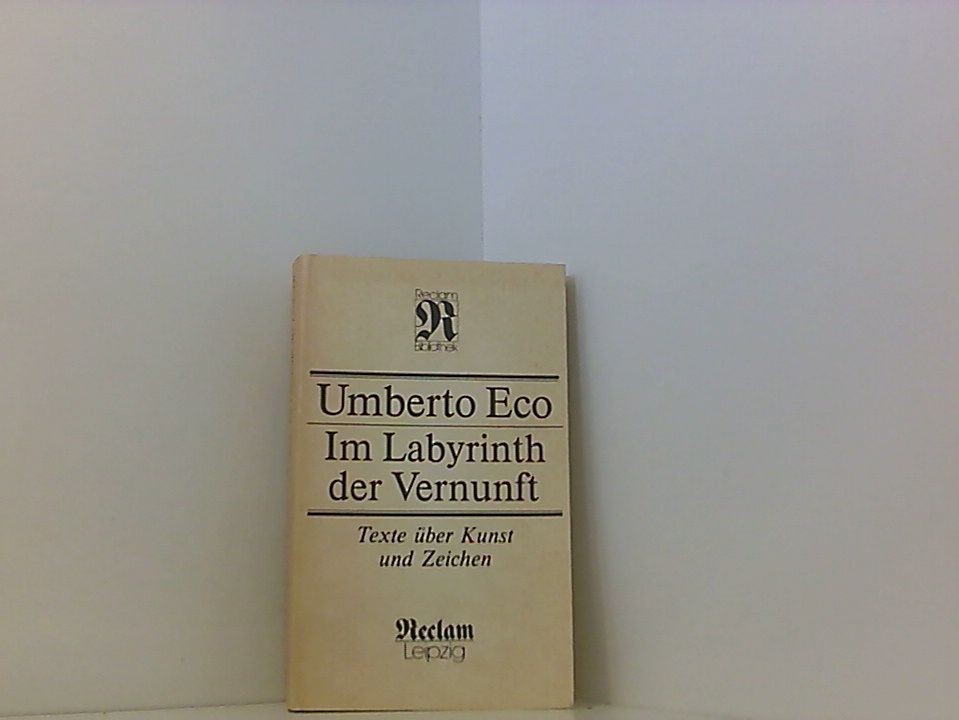 Reclam
R
Bibliothek
Umberto Eco
Im Labyrinth
der Vernunft
Texte über Kunst
und Zeichen
Reclam
Leipzig